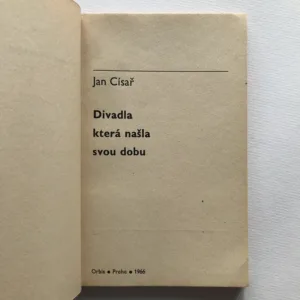 Jan Císař
Divadla
která našla
svou dobu
Orbis • Praha • 1966